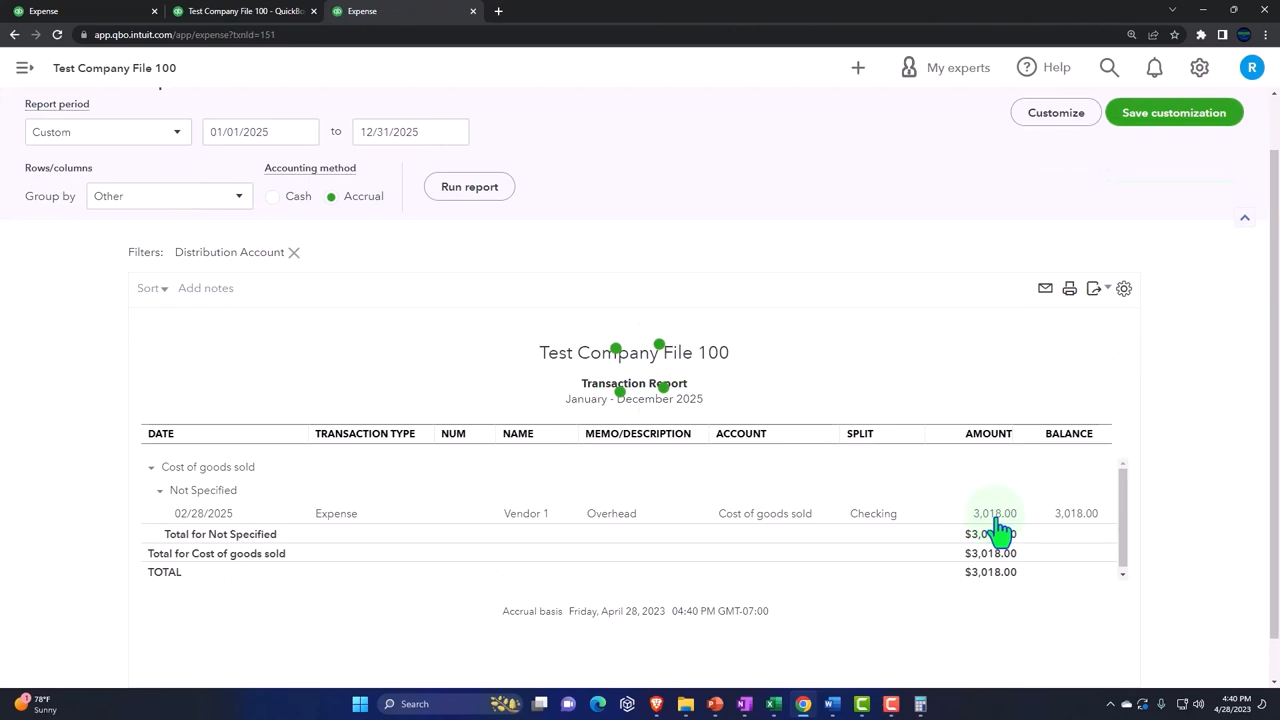 Expense
Test Company File 100 - QuickBo
Expense
app.qbo.intuit.com/app/expense?txnId=151
Test Company File 100
My experts
Help
R
Report period
Custom
01/01/2025
to
12/31/2025
Customize
Save customization
Rows/columns
Accounting method
Group by
Other
Cash
Accrual
Run report
Filters:
Distribution Account
Sort
Add notes
Test Company File 100
Transaction Report
January - December 2025
DATE TRANSACTION TYPE NUM NAME MEMO/DESCRIPTION ACCOUNT SPLIT AMOUNT BALANCE
Cost of goods sold
Not Specified
02/28/2025 Expense Vendor 1 Overhead Cost of goods sold Checking 3,018.00 3,018.00
Total for Not Specified
Total for Cost of goods sold $3,018.00
TOTAL $3,018.00
Accrual basis Friday, April 28, 2023 04:40 PM GMT-07:00
78°F
Sunny
Search
4:40 PM
4/28/2023